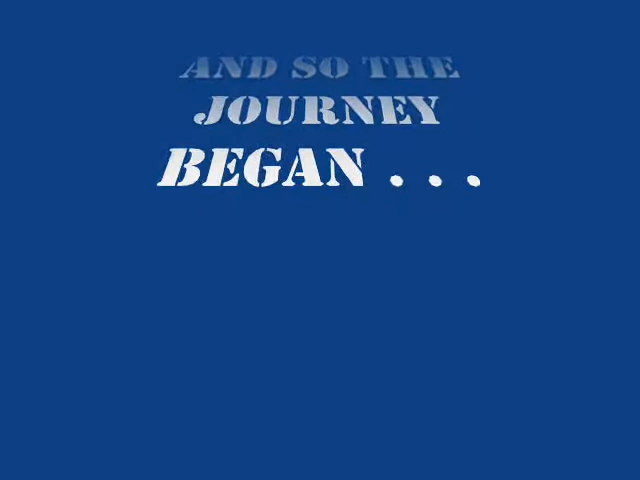 AND SO THE
JOURNEY
BEGAN . . .